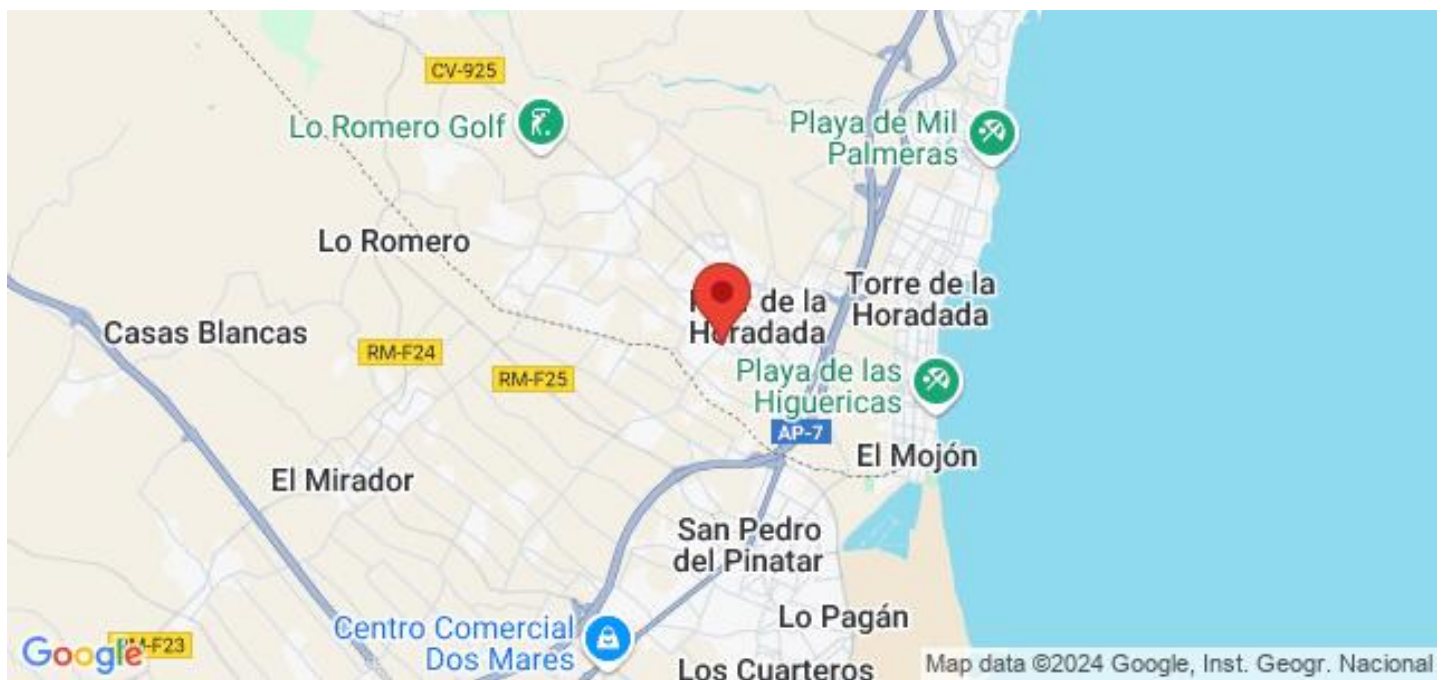 CV-925
Lo Romero Golf
Playa de Mil
Palmeras
Lo Romero
de la
Horadada
Torre de la
Horadada
Casas Blancas
RM-F24
RM-F25
Playa de las
Higuericas
AP-7
El Mojón
El Mirador
San Pedro
del Pinatar
Lo Pagán
Centro Comercial
Dos Mares
Los Cuarteros
Google
Map data ©2024 Google, Inst. Geogr. Nacional